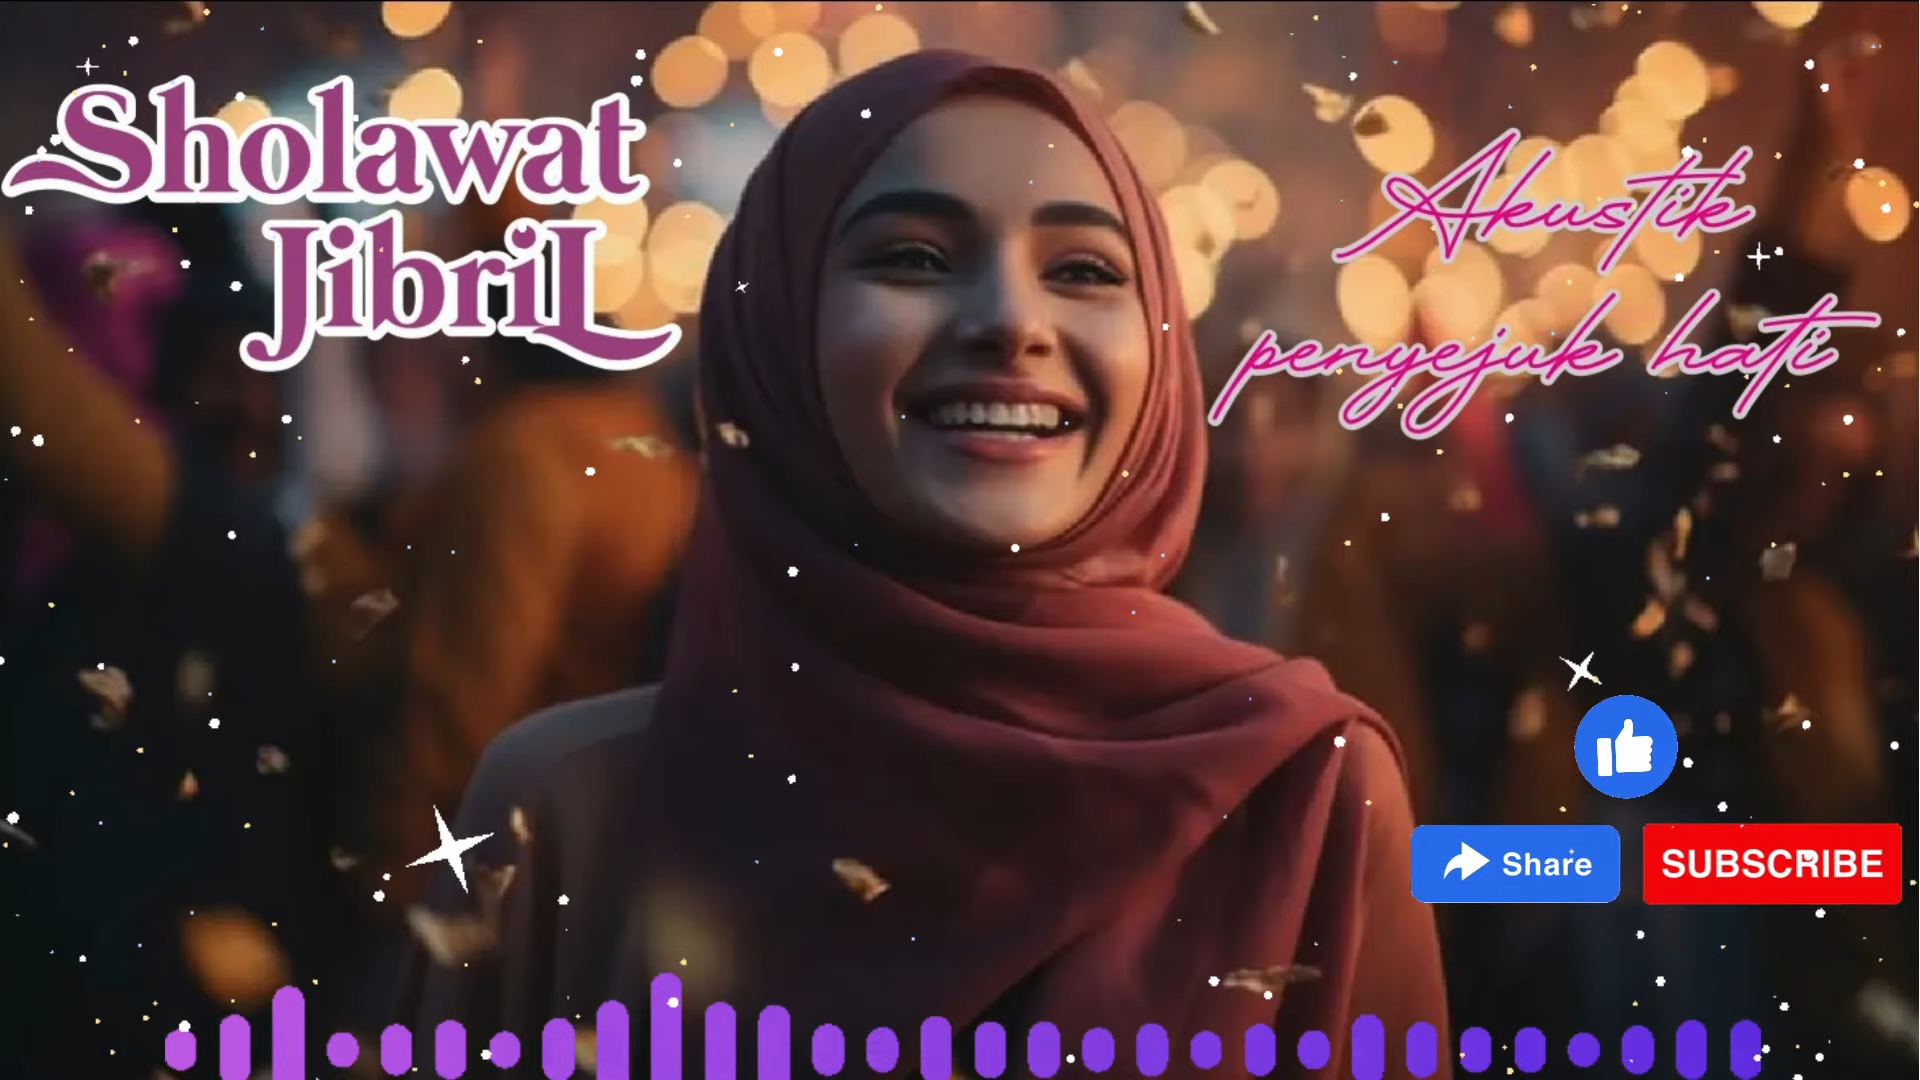 Sholawat
JibriL
Akustik
penyejuk hati
Share
SUBSCRIBE